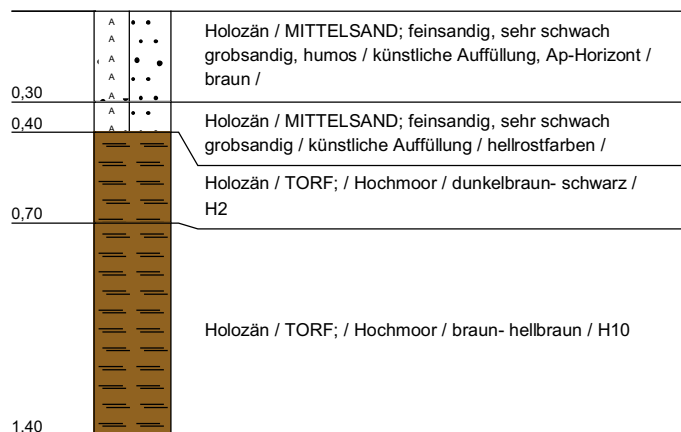 Holozän / MITTELSAND; feinsandig, sehr schwach
grobsandig, humos / künstliche Auffüllung, Ap-Horizont /
braun /
0,30
Holozän / MITTELSAND; feinsandig, sehr schwach
grobsandig / künstliche Auffüllung / hellrostfarben /
0,40
Holozän / TORF; / Hochmoor / dunkelbraun- schwarz /
H2
0,70
Holozän / TORF; / Hochmoor / braun- hellbraun / H10
1,40
A
A
A
A
A
A
A